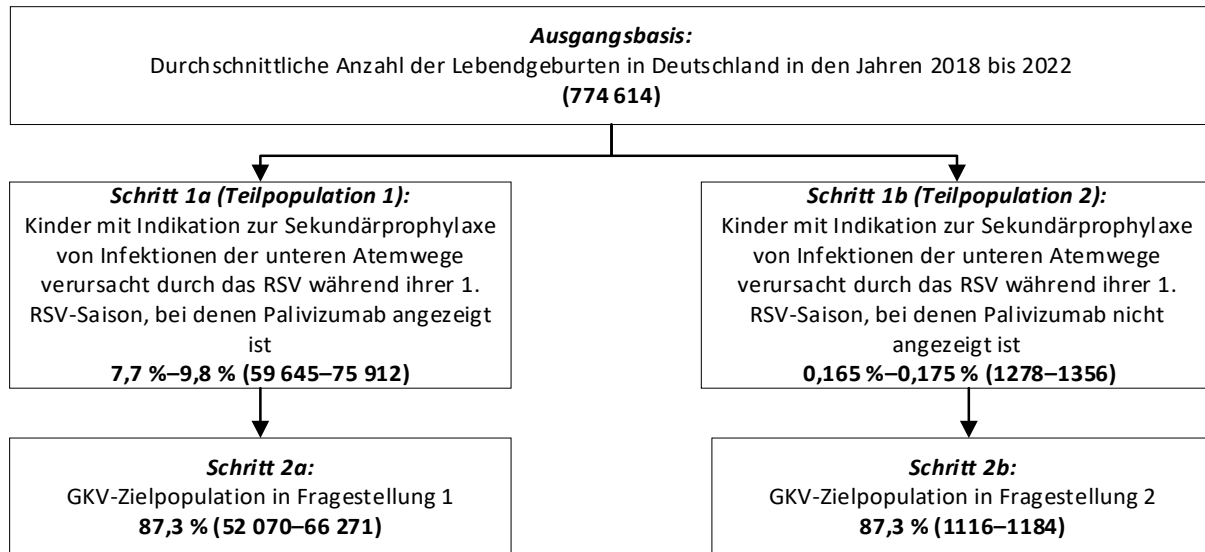 Ausgangsbasis:
Durchschnittliche Anzahl der Lebendgeburten in Deutschland in den Jahren 2018 bis 2022
(774 614)
Schritt 1a (Teilpopulation 1):
Kinder mit Indikation zur Sekundärprophylaxe
von Infektionen der unteren Atemwege
verursacht durch das RSV während ihrer 1.
RSV-Saison, bei denen Palivizumab angezeigt
ist
7,7 %–9,8 % (59 645–75 912)
Schritt 1b (Teilpopulation 2):
Kinder mit Indikation zur Sekundärprophylaxe
von Infektionen der unteren Atemwege
verursacht durch das RSV während ihrer 1.
RSV-Saison, bei denen Palivizumab nicht
angezeigt ist
0,165 %–0,175 % (1278–1356)
Schritt 2a:
GKV-Zielpopulation in Fragestellung 1
87,3 % (52 070–66 271)
Schritt 2b:
GKV-Zielpopulation in Fragestellung 2
87,3 % (1116–1184)